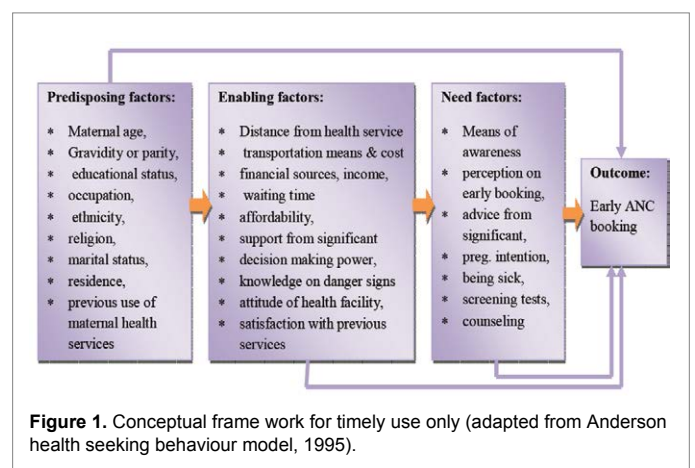 Predisposing factors:
* Maternal age,
* Gravidity or parity,
* educational status,
* occupation,
* ethnicity,
* religion,
* marital status,
* residence,
* previous use of
maternal health
services
Enabling factors:
* Distance from health service
* transportation means & cost
* financial sources, income,
* waiting time
* affordability,
* support from significant
* decision making power,
* knowledge on danger signs
* attitude of health facility,
* satisfaction with previous
services
Need factors:
* Means of
awareness
* perception on
early booking,
* advice from
significant,
* preg. intention,
* being sick,
* screening tests,
* counseling
Outcome:
Early ANC
booking
Figure 1. Conceptual frame work for timely use only (adapted from Anderson
health seeking behaviour model, 1995).